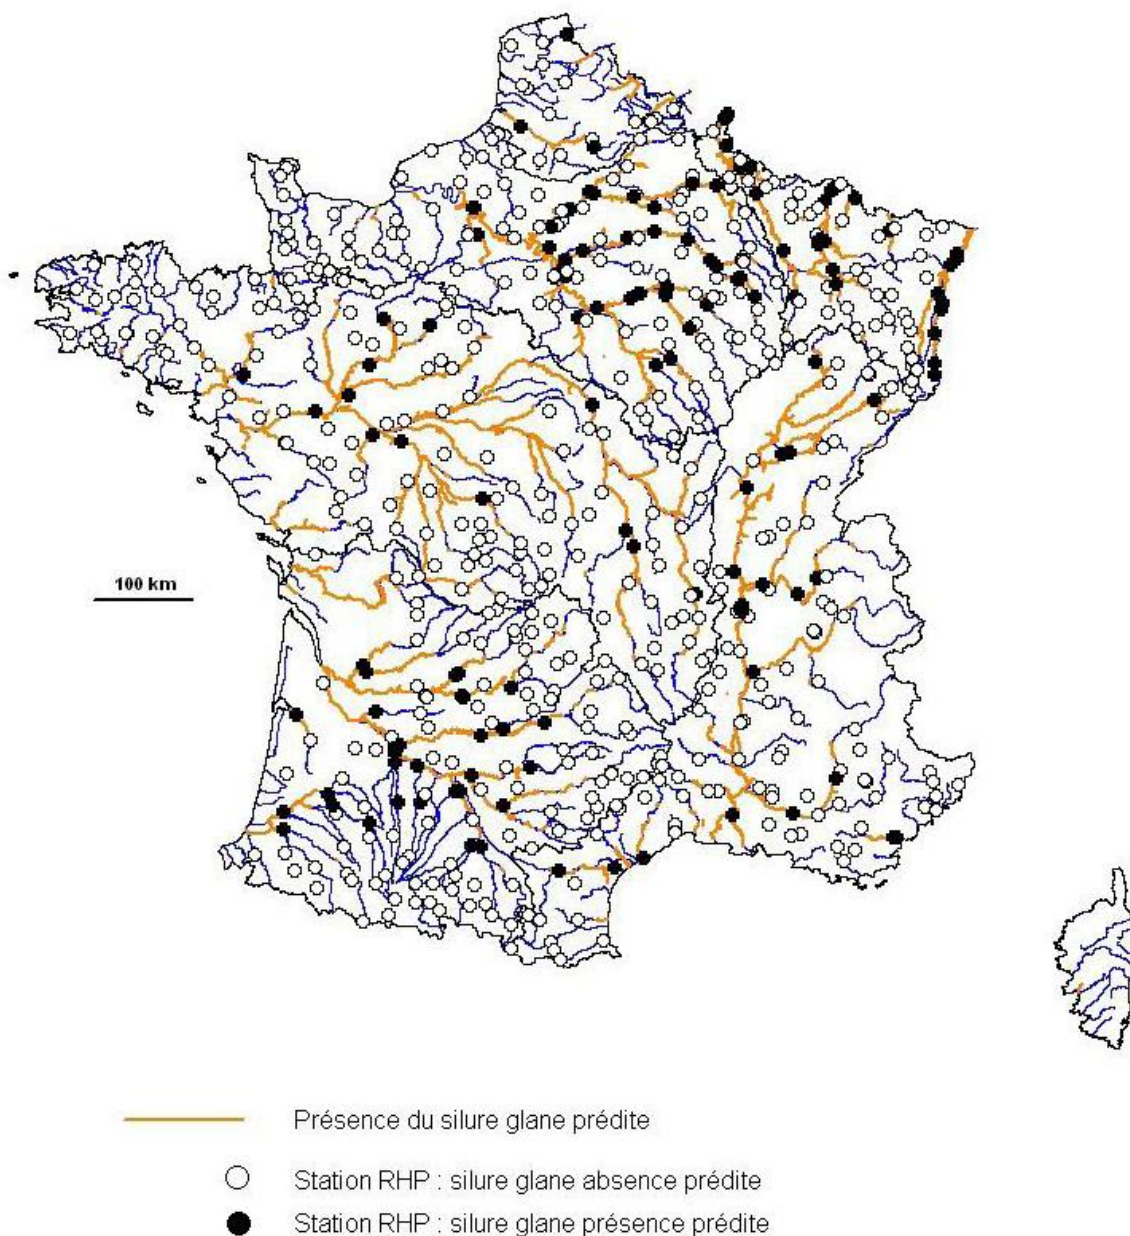 100 km
Présence du silure glane prédite
Station RHP : silure glane absence prédite
Station RHP : silure glane présence prédite